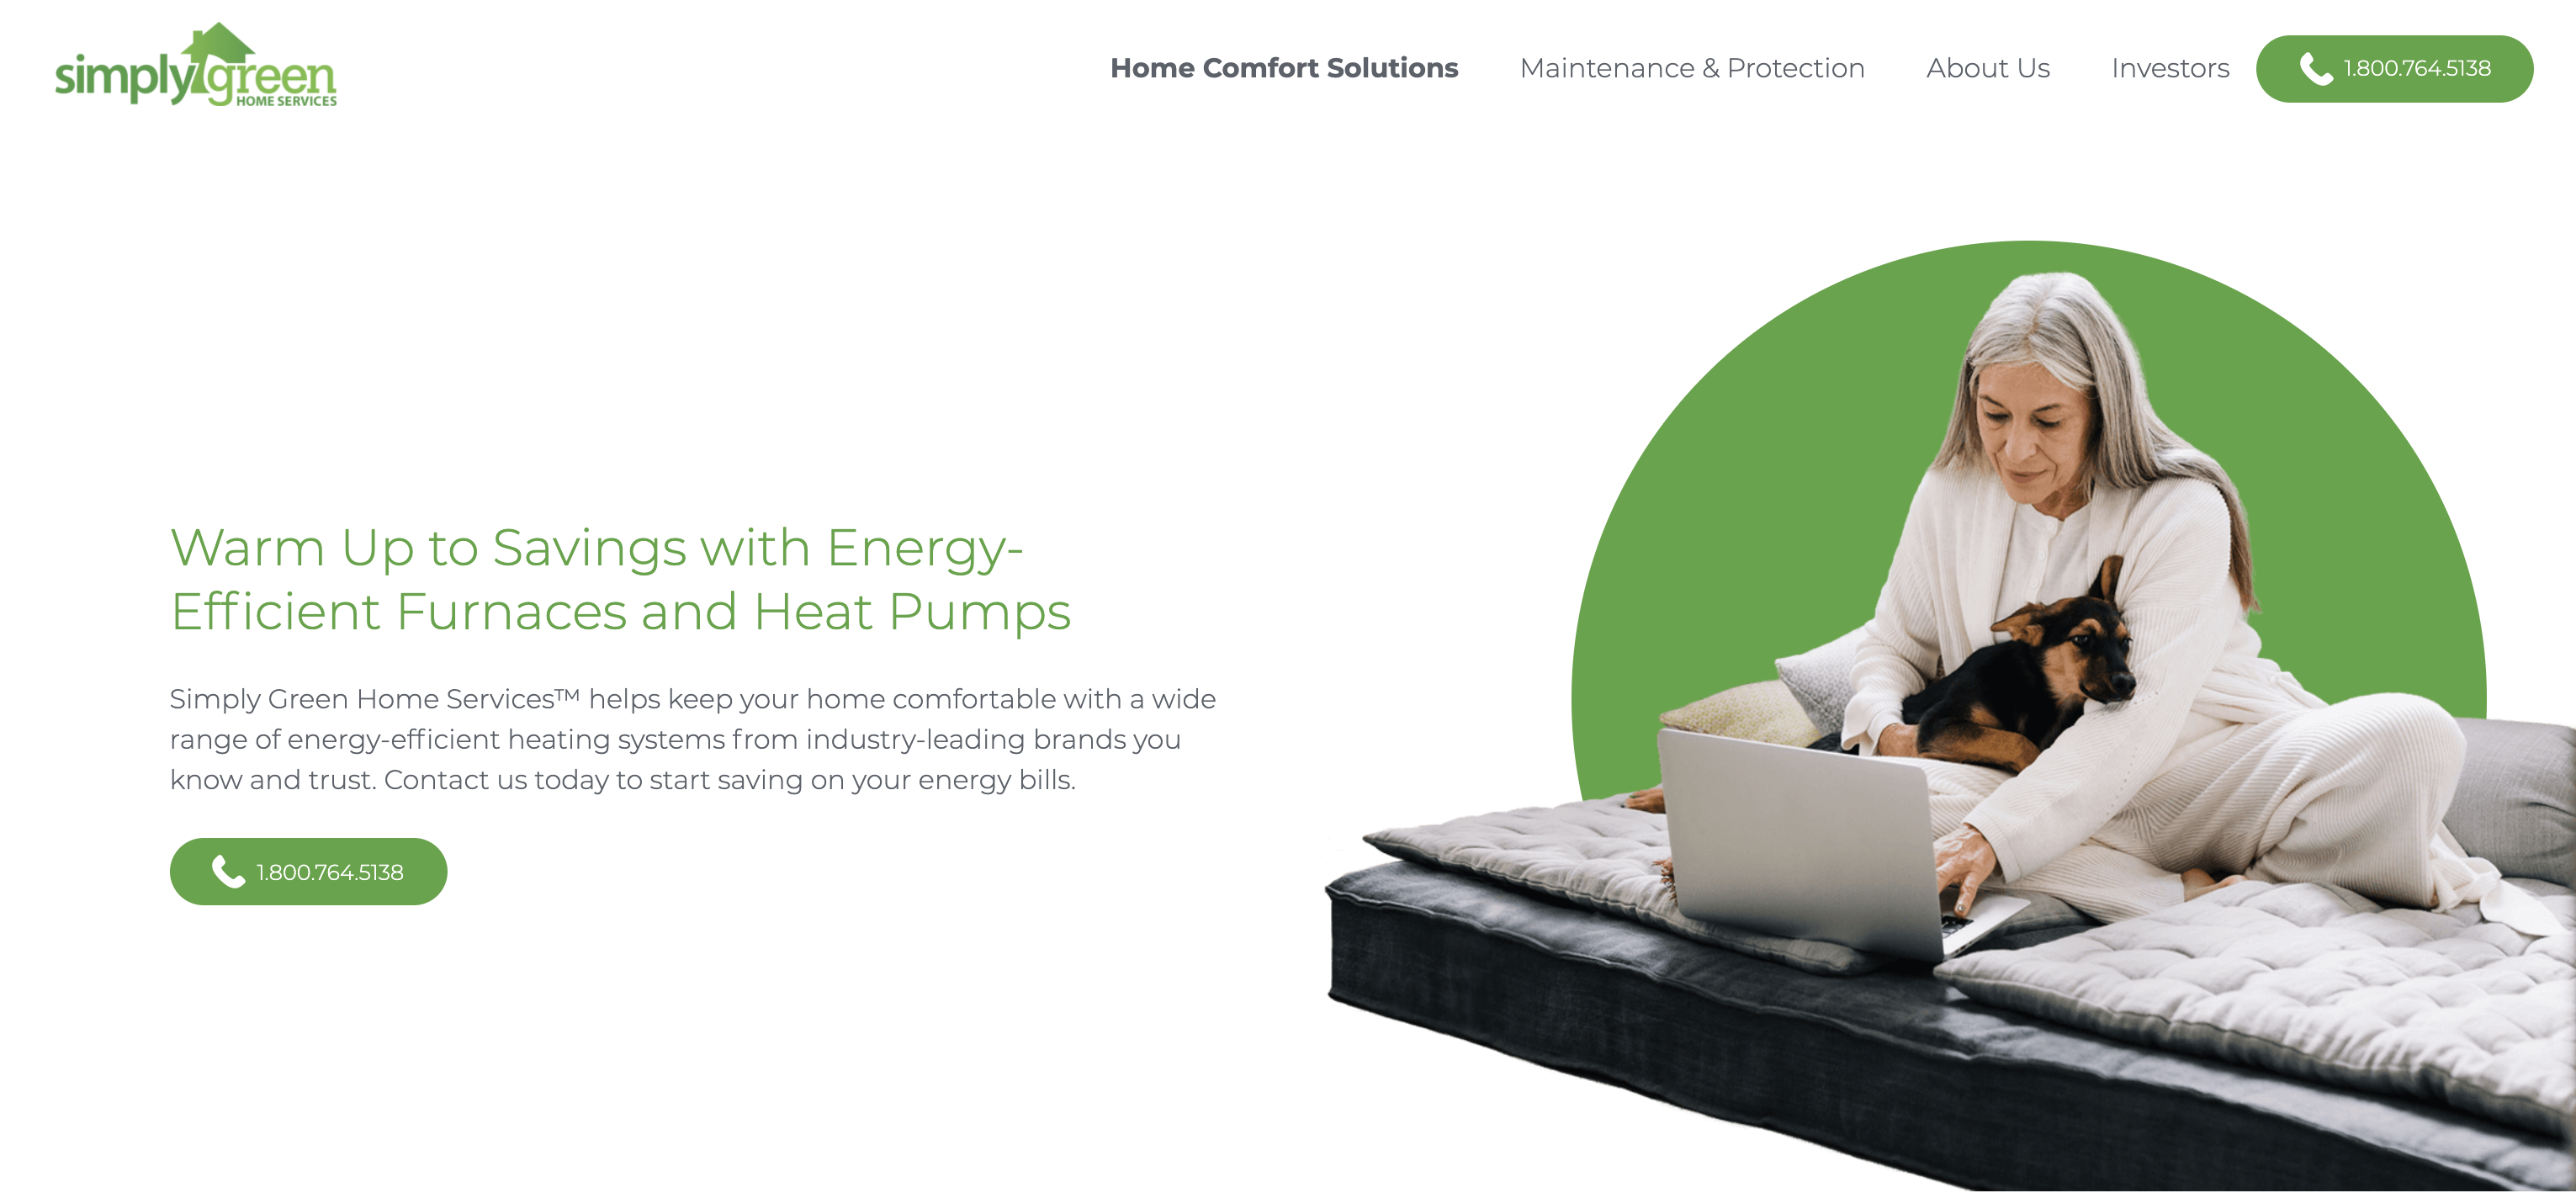 simplygreen
HOME SERVICES
Home Comfort Solutions
Maintenance & Protection
About Us
Investors
1.800.764.5138
Warm Up to Savings with Energy-
Efficient Furnaces and Heat Pumps
Simply Green Home Services™ helps keep your home comfortable with a wide
range of energy-efficient heating systems from industry-leading brands you
know and trust. Contact us today to start saving on your energy bills.
1.800.764.5138